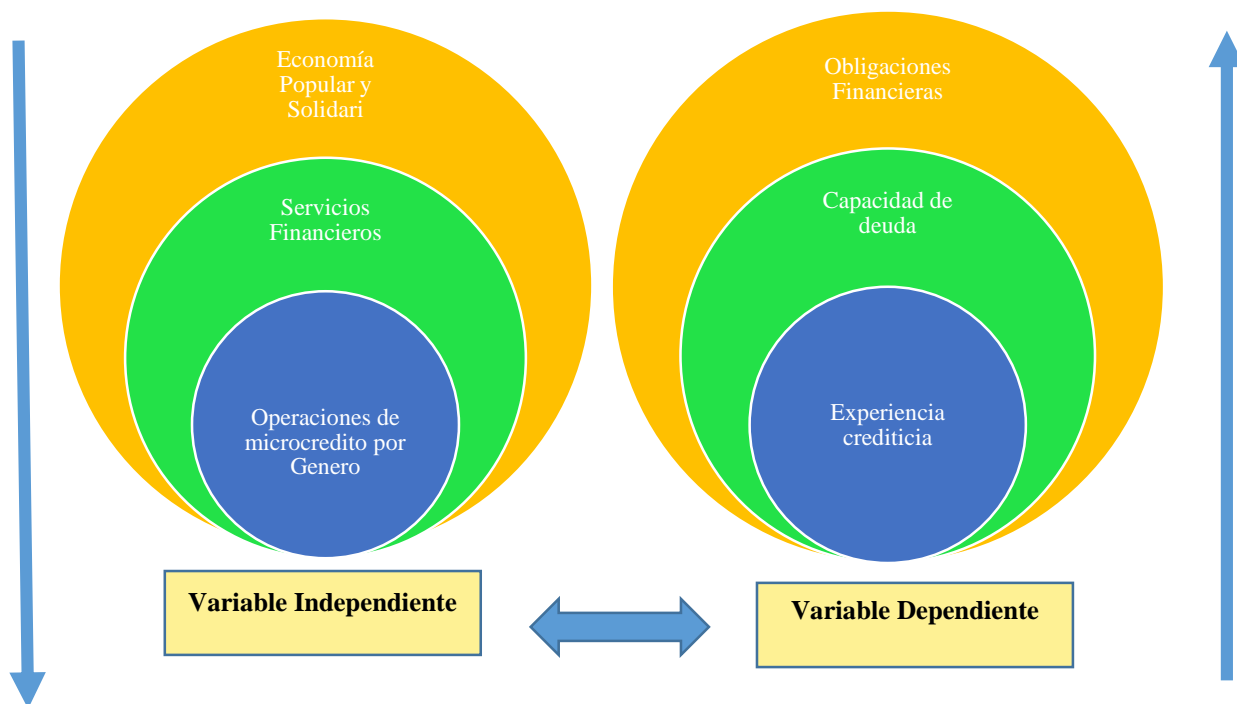 Economía
Popular y
Solidari
Servicios
Financieros
Operaciones de
microcredito por
Genero
Variable Independiente
Obligaciones
Financieras
Capacidad de
deuda
Experiencia
crediticia
Variable Dependiente